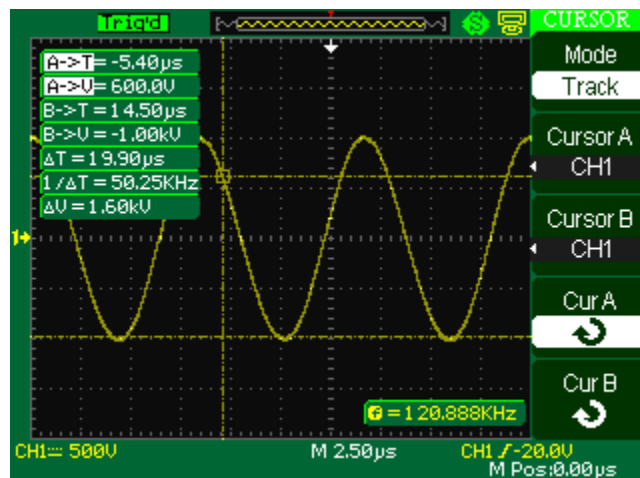 Trig'd
CURSOR
A->T= -5.40µs
A->V= 600.0V
B->T=14.50µs
B->V= -1.00kV
ΔT=19.90µs
1/ΔT=50.25KHz
ΔV=1.60kV
Mode
Track
Cursor A
CH1
Cursor B
CH1
Cur A
Cur B
1
f=120.888KHz
CH1 500V
M 2.50µs
CH1 /-20.0V
M Pos:0.00µs
S